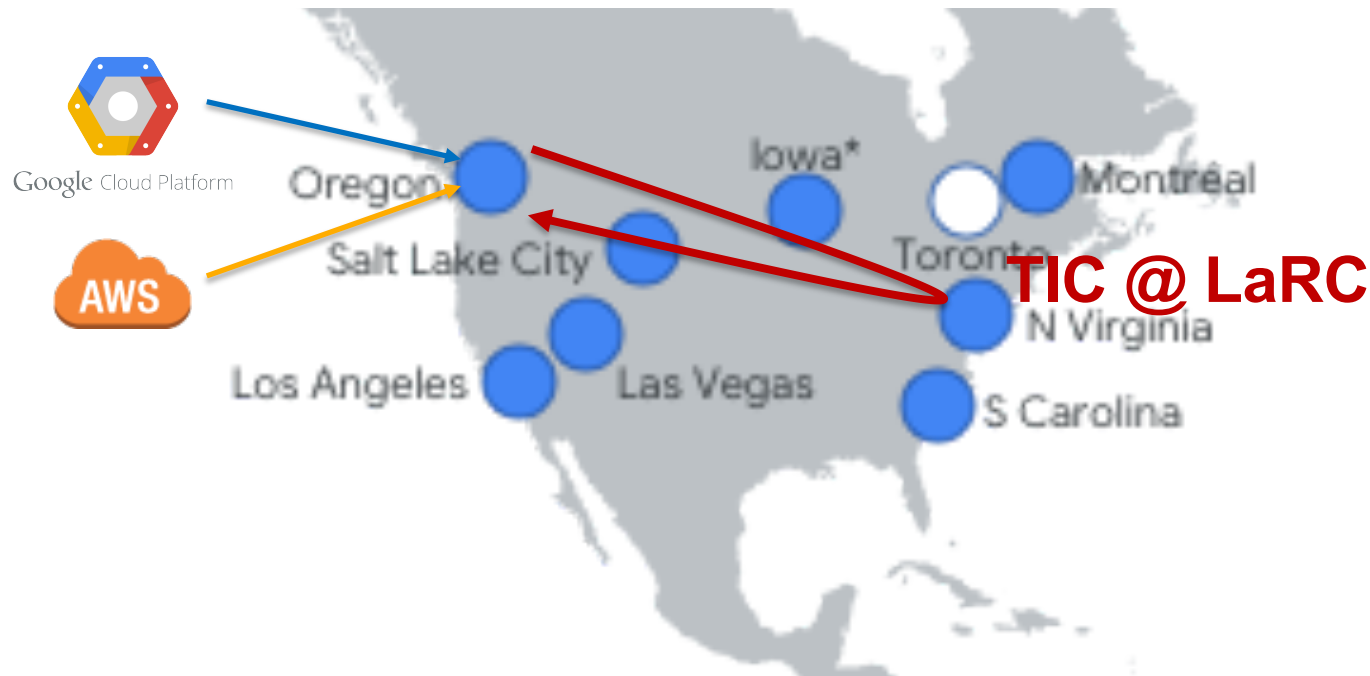 Google Cloud Platform
AWS
Oregon
Iowa*
Montréal
Salt Lake City
Toronto
TIC @ LaRC
N Virginia
Los Angeles
Las Vegas
S Carolina